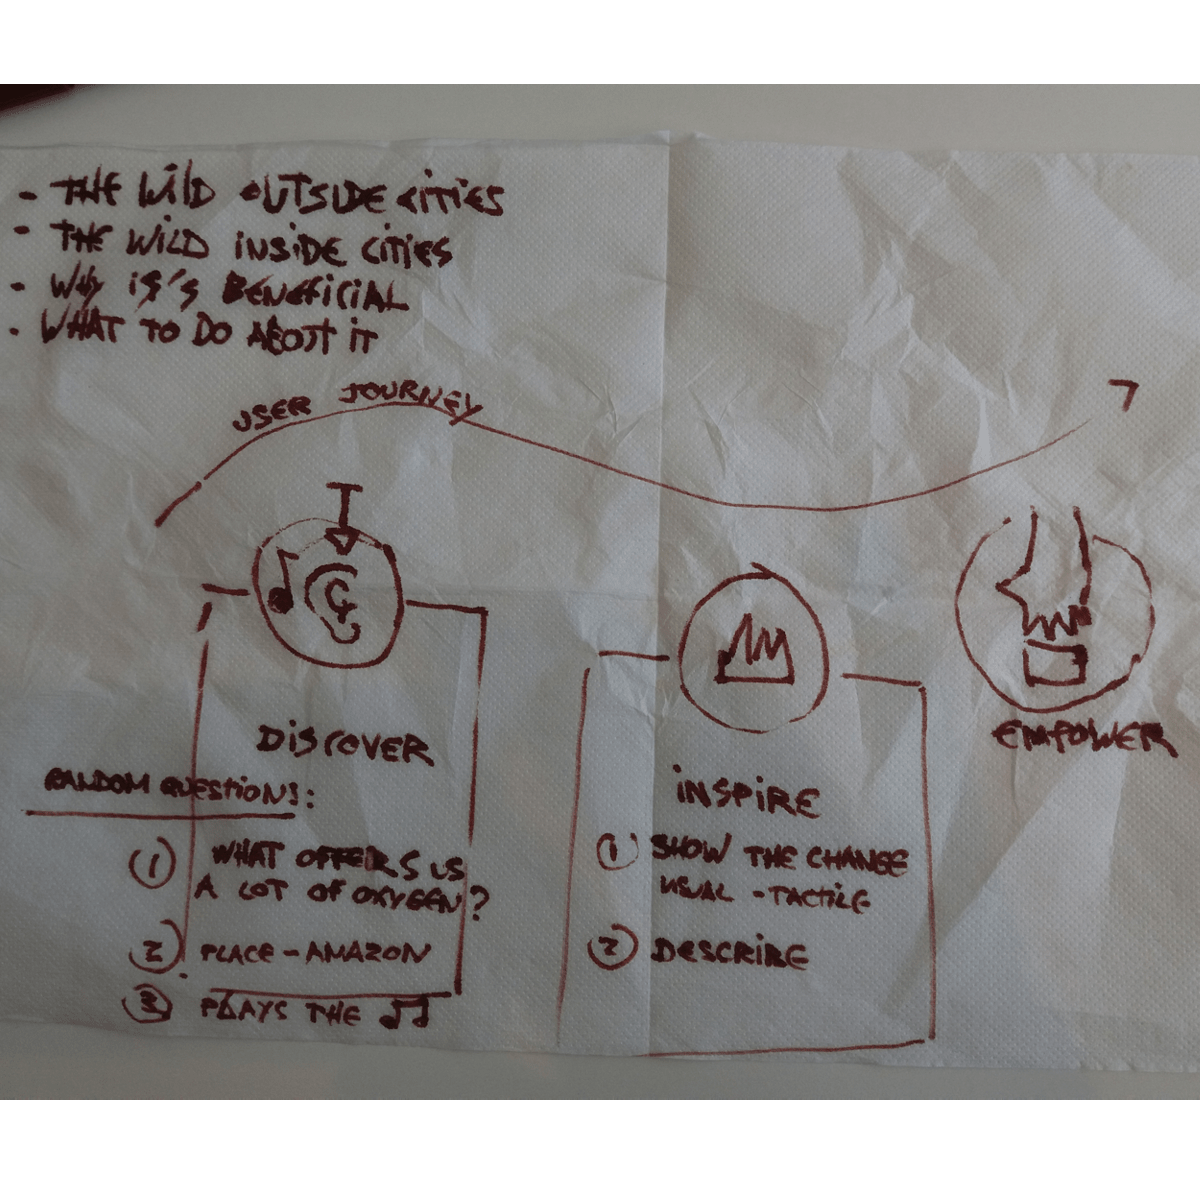 - THE WILD OUTSIDE CITIES
- THE WILD INSIDE CITIES
- WHY IS'S BENEFICIAL
- WHAT TO DO ABOUT IT
USER JOURNEY
DISCOVER
RANDOM QUESTIONS:
1 WHAT OFFERS US
A LOT OF OXYGEN?
2 PLACE - AMAZON
3 PLAYS THE ♫
INSPIRE
1 SHOW THE CHANGE
USUAL - TACTILE
2 DESCRIBE
EMPOWER